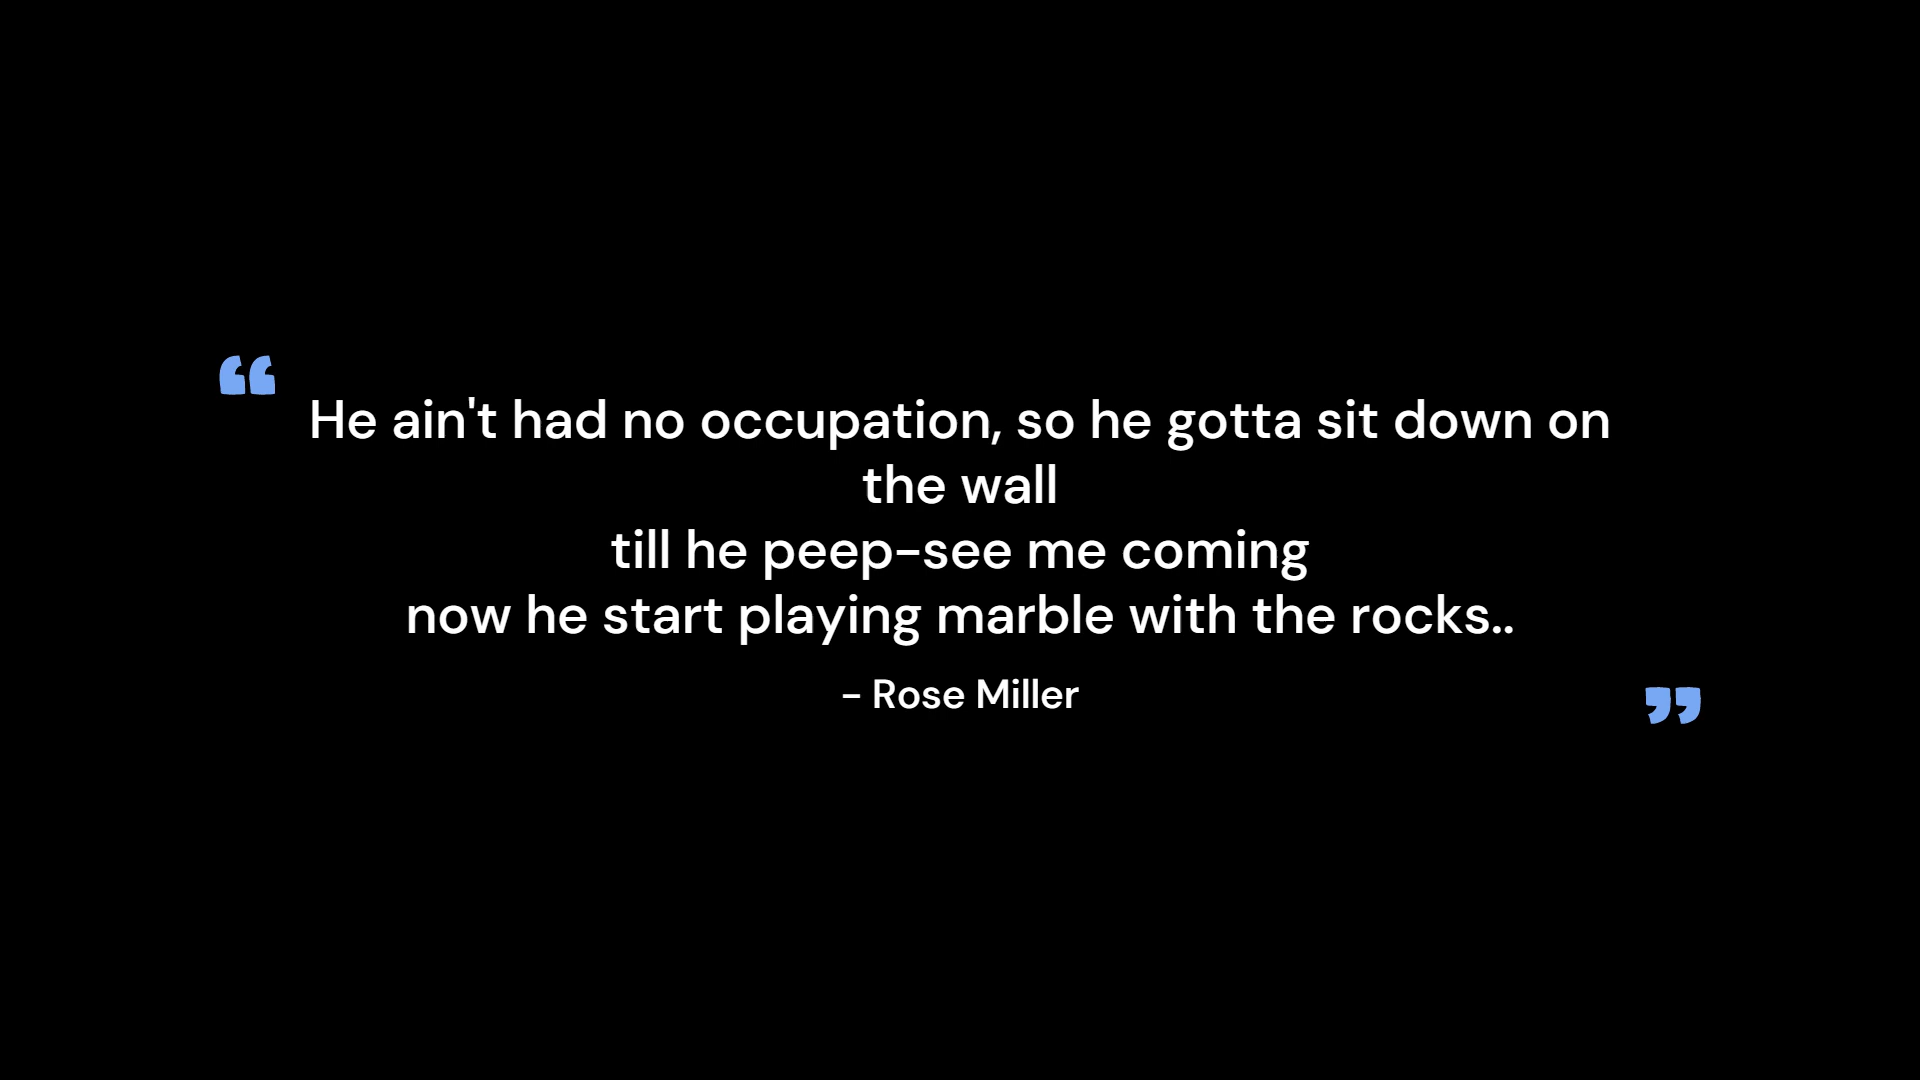 “
He ain't had no occupation, so he gotta sit down on
the wall
till he peep-see me coming
now he start playing marble with the rocks..
- Rose Miller
”